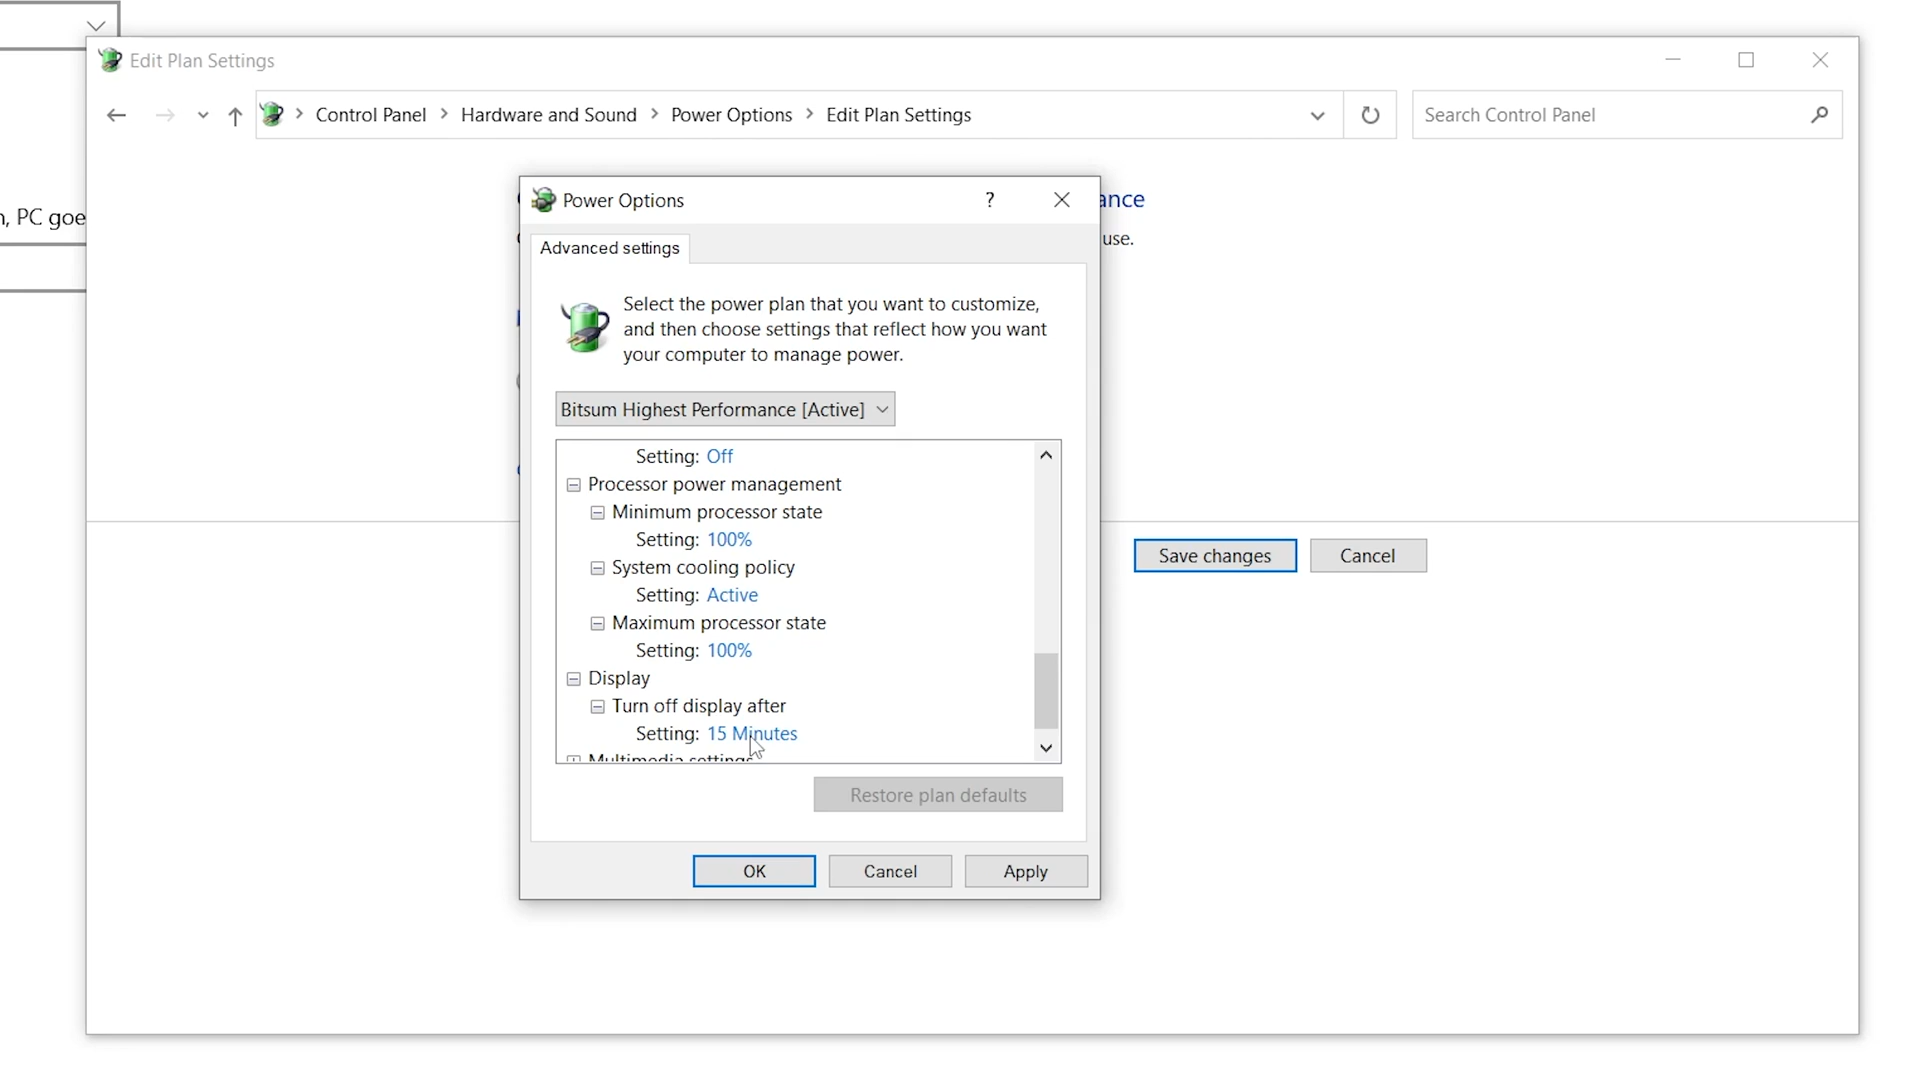 Edit Plan Settings
Control Panel > Hardware and Sound > Power Options > Edit Plan Settings
Search Control Panel
Power Options
?
ance
Advanced settings
, PC goe
use.
Select the power plan that you want to customize,
and then choose settings that reflect how you want
your computer to manage power.
Bitsum Highest Performance [Active]
Setting: Off
Processor power management
Minimum processor state
Setting: 100%
System cooling policy
Setting: Active
Maximum processor state
Setting: 100%
Display
Turn off display after
Setting: 15 Minutes
Multimedia settings
Save changes
Cancel
Restore plan defaults
OK
Cancel
Apply